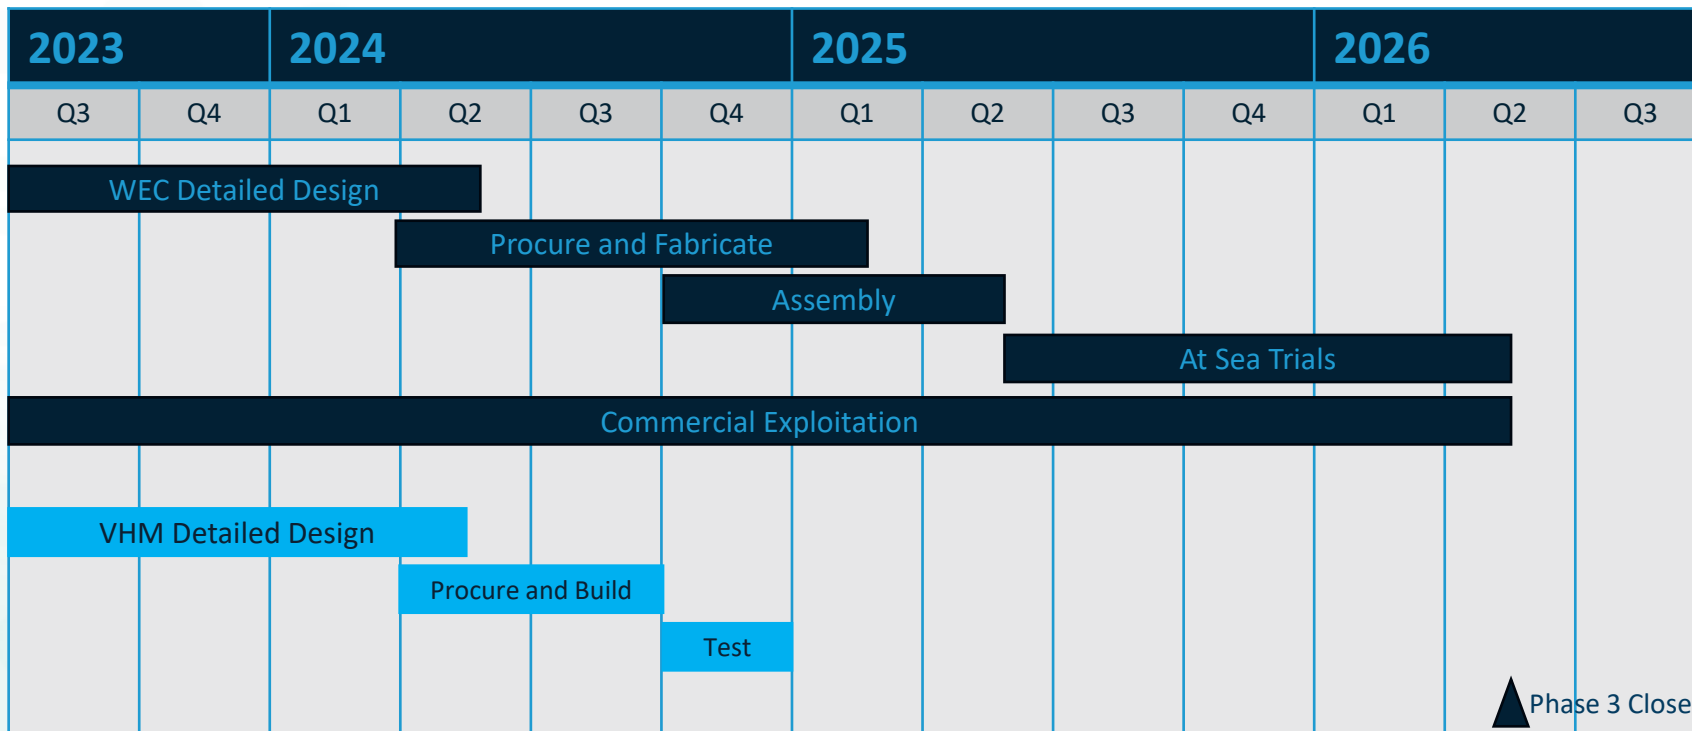 2023 2024 2025 2026
Q3 Q4 Q1 Q2 Q3 Q4 Q1 Q2 Q3 Q4 Q1 Q2 Q3
WEC Detailed Design
Procure and Fabricate
Assembly
At Sea Trials
Commercial Exploitation
VHM Detailed Design
Procure and Build
Test
Phase 3 Close